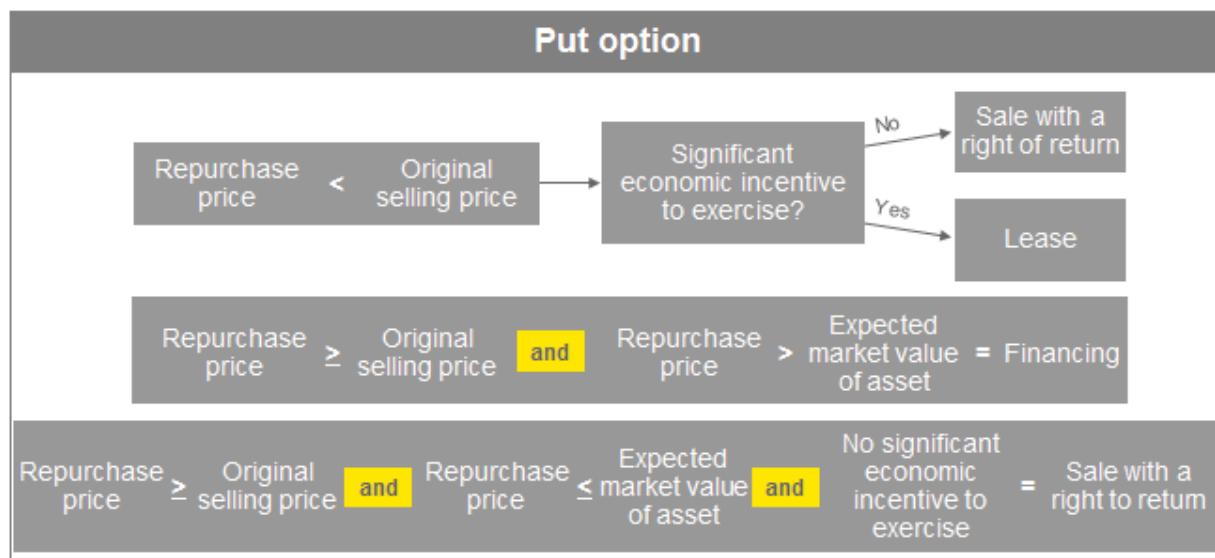 Put option
Repurchase
price
<
Original
selling price
Significant
economic incentive
to exercise?
No
Sale with a
right of return
Yes
Lease
Repurchase
price
≥
Original
selling price
and
Repurchase
price
>
Expected
market value
of asset
=
Financing
Repurchase
price
≥
Original
selling price
and
Repurchase
price
≤
Expected
market value
of asset
and
No significant
economic
incentive to
exercise
=
Sale with a
right to return